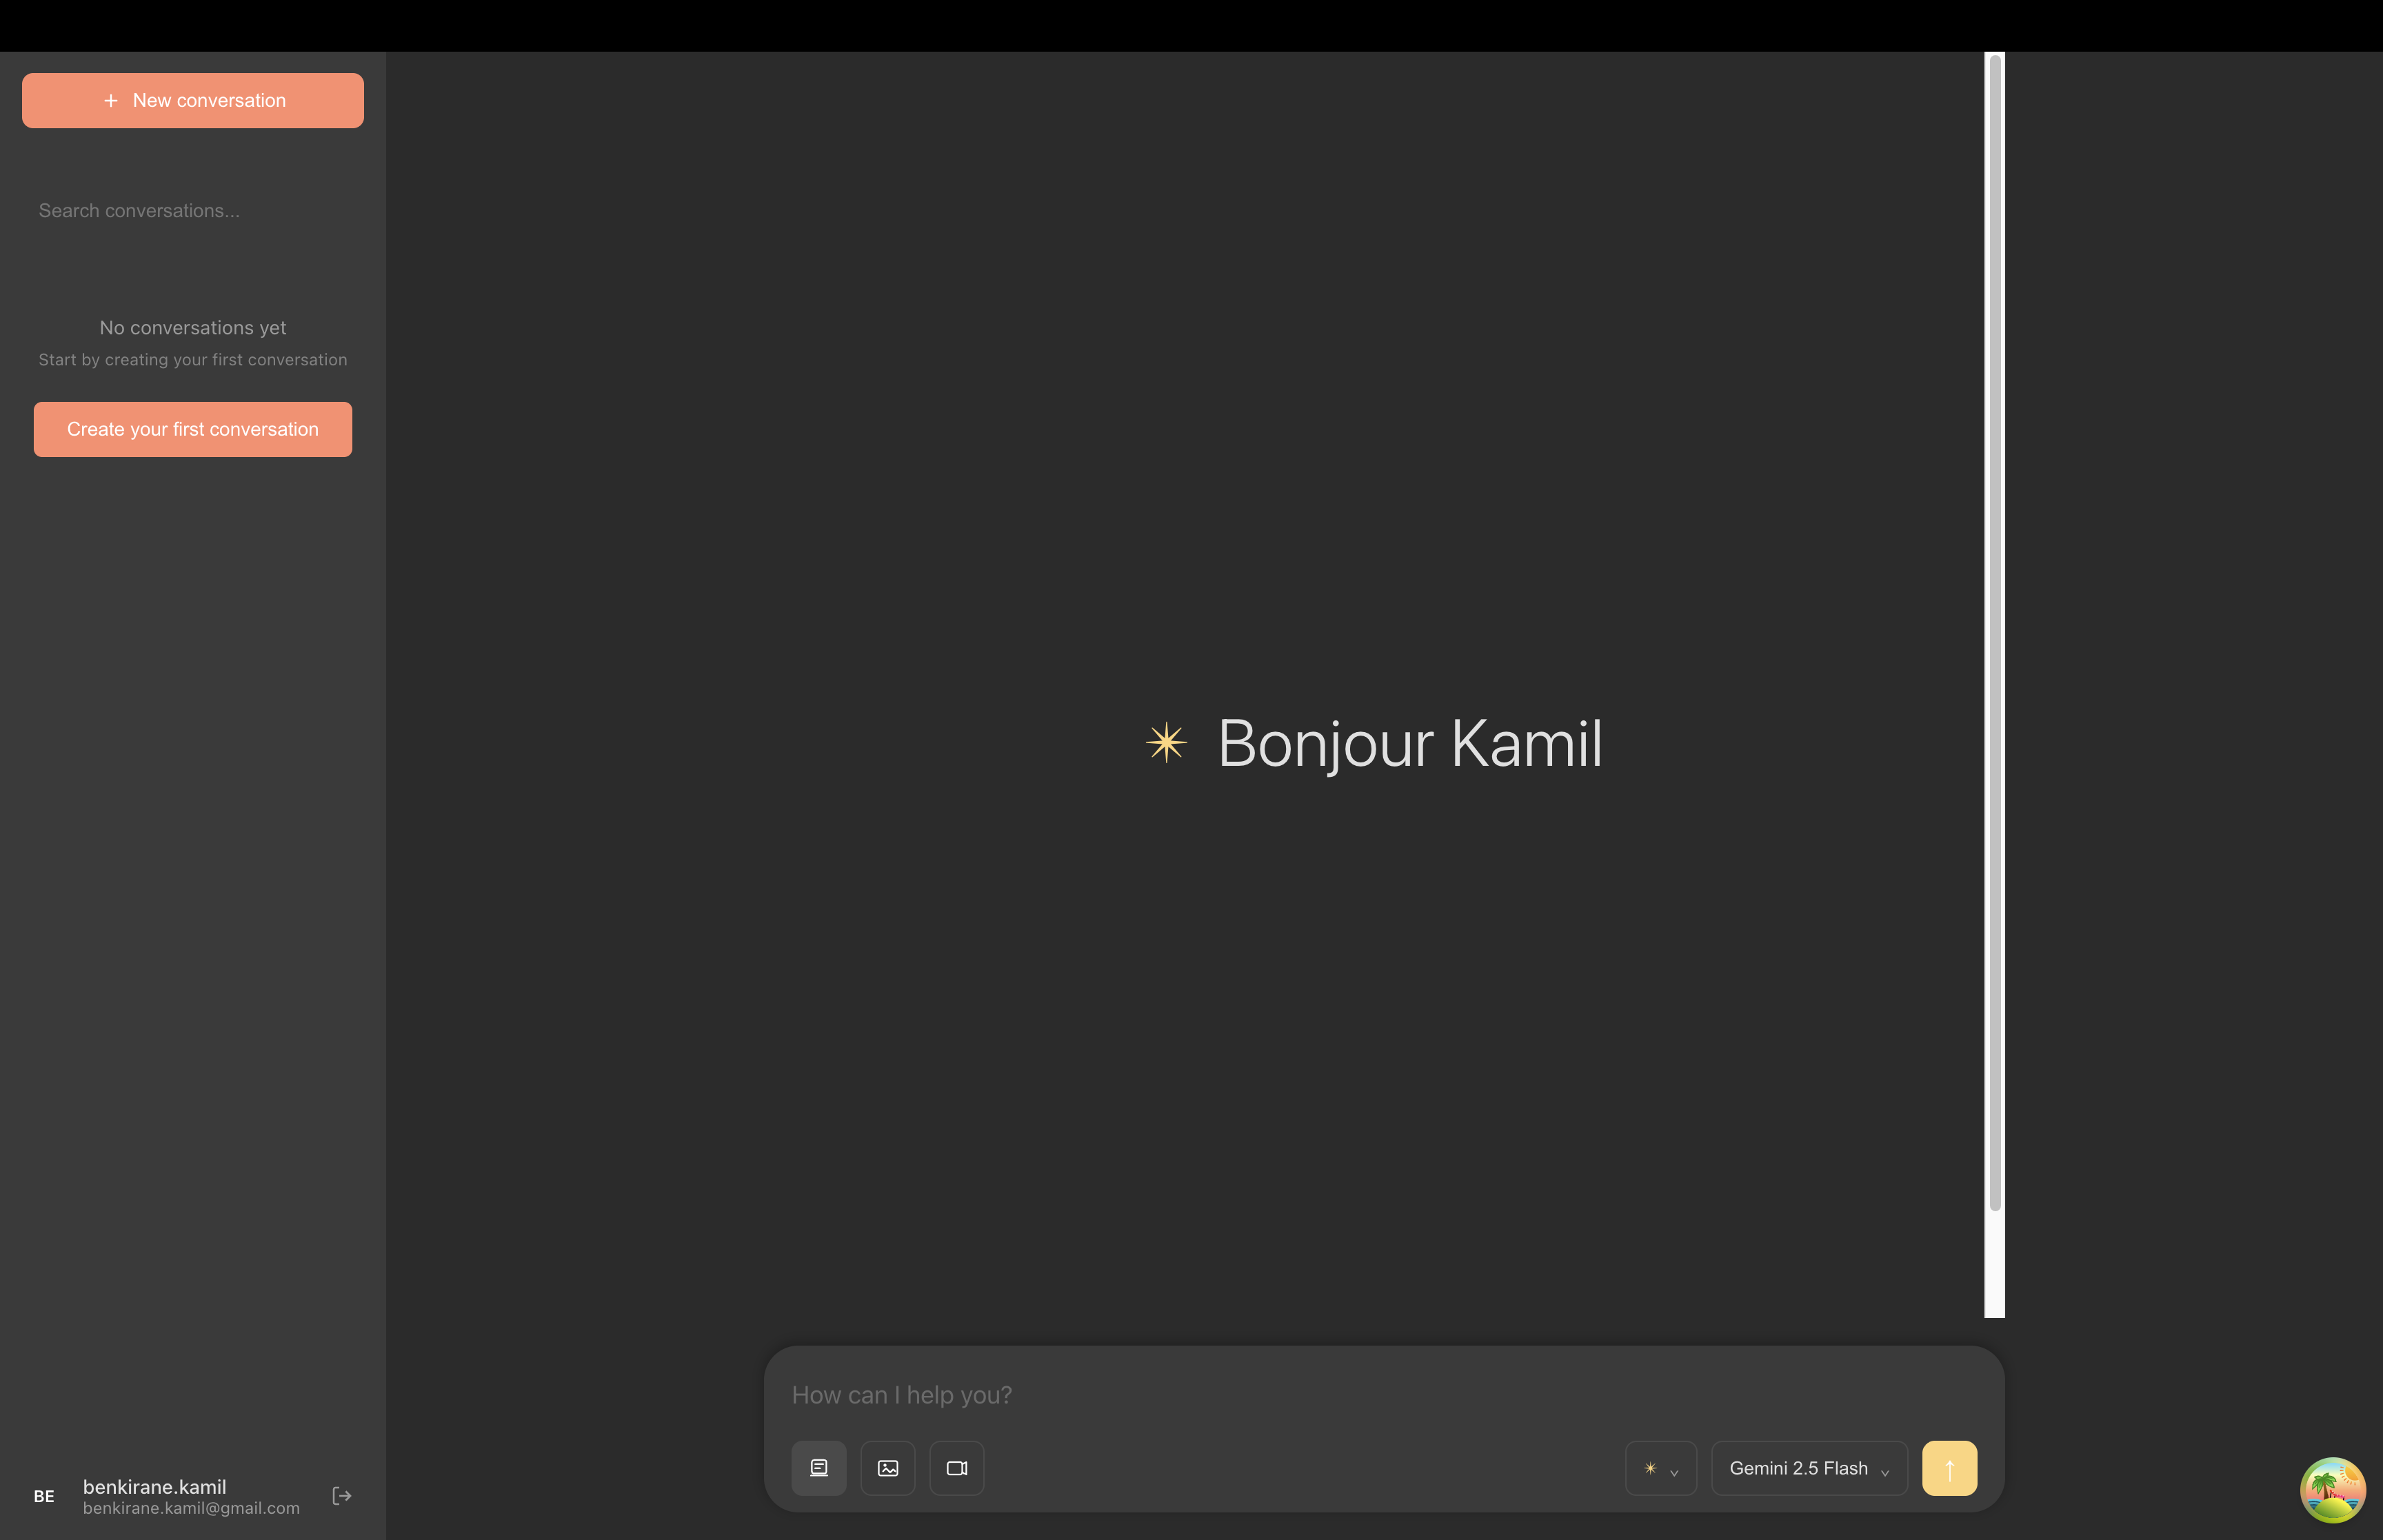 New conversation
Search conversations...
No conversations yet
Start by creating your first conversation
Create your first conversation
Bonjour Kamil
How can I help you?
Gemini 2.5 Flash
BE
benkirane.kamil
benkirane.kamil@gmail.com